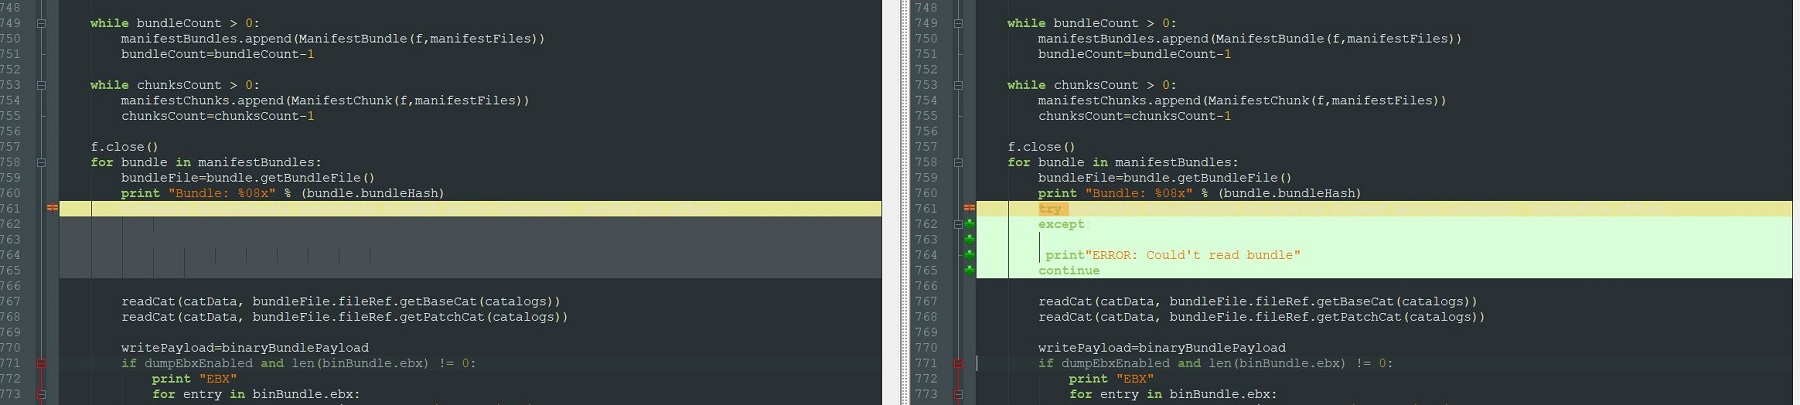 748
749 while bundleCount > 0:
750 manifestBundles.append(ManifestBundle(f,manifestFiles))
751 bundleCount=bundleCount-1
752
753 while chunksCount > 0:
754 manifestChunks.append(ManifestChunk(f,manifestFiles))
755 chunksCount=chunksCount-1
756
757 f.close()
758 for bundle in manifestBundles:
759 bundleFile=bundle.getBundleFile()
760 print "Bundle: %08x" % (bundle.bundleHash)
761
762
763
764
765
766
767 readCat(catData, bundleFile.fileRef.getBaseCat(catalogs))
768 readCat(catData, bundleFile.fileRef.getPatchCat(catalogs))
769
770 writePayload=binaryBundlePayload
771 if dumpEbxEnabled and len(binBundle.ebx) != 0:
772 print "EBX"
773 for entry in binBundle.ebx:
748
749 while bundleCount > 0:
750 manifestBundles.append(ManifestBundle(f,manifestFiles))
751 bundleCount=bundleCount-1
752
753 while chunksCount > 0:
754 manifestChunks.append(ManifestChunk(f,manifestFiles))
755 chunksCount=chunksCount-1
756
757 f.close()
758 for bundle in manifestBundles:
759 bundleFile=bundle.getBundleFile()
760 print "Bundle: %08x" % (bundle.bundleHash)
761 try
762 except:
763
764 print"ERROR: Could't read bundle"
765 continue
766
767 readCat(catData, bundleFile.fileRef.getBaseCat(catalogs))
768 readCat(catData, bundleFile.fileRef.getPatchCat(catalogs))
769
770 writePayload=binaryBundlePayload
771 if dumpEbxEnabled and len(binBundle.ebx) != 0:
772 print "EBX"
773 for entry in binBundle.ebx: